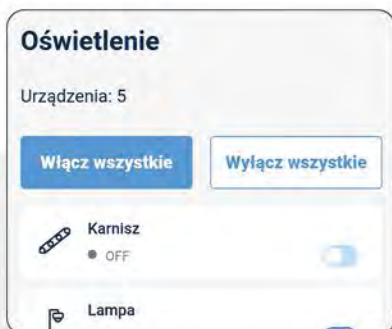 Oświetlenie
Urządzenia: 5
Włącz wszystkie Wyłącz wszystkie
Karnisz
OFF
Lampa